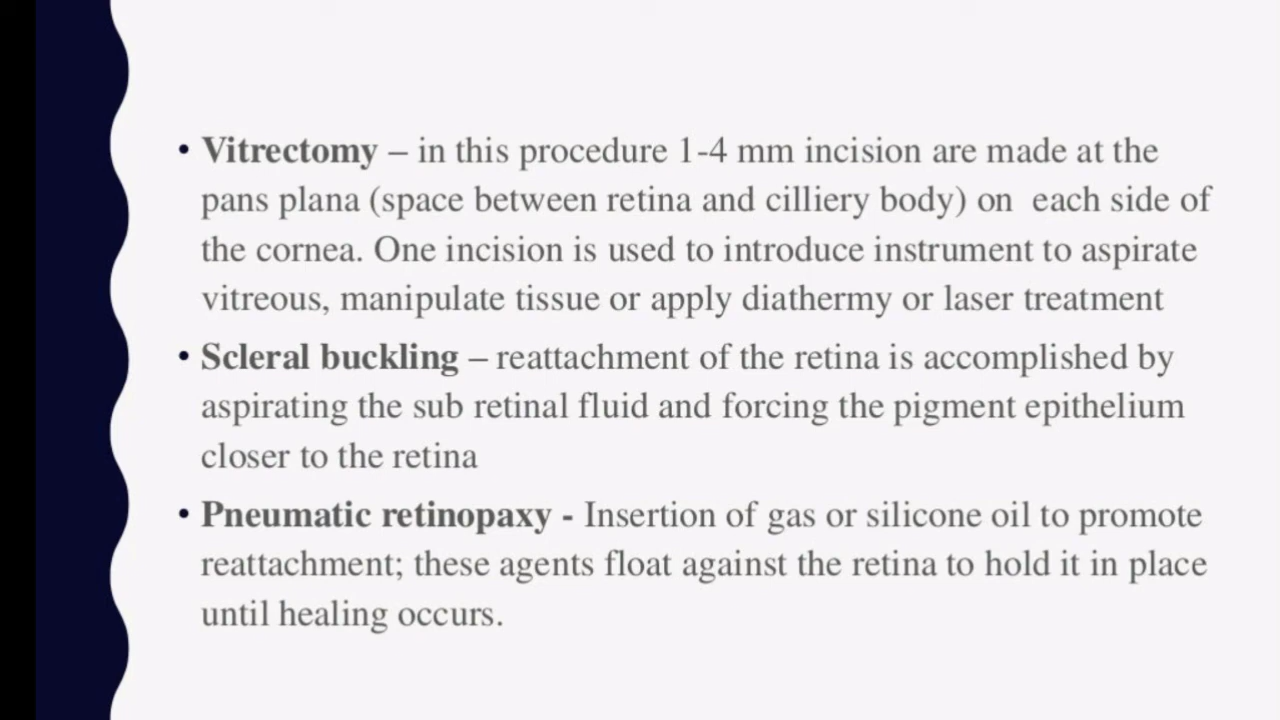 • Vitrectomy – in this procedure 1-4 mm incision are made at the
pans plana (space between retina and cilliery body) on  each side of
the cornea. One incision is used to introduce instrument to aspirate
vitreous, manipulate tissue or apply diathermy or laser treatment
• Scleral buckling – reattachment of the retina is accomplished by
aspirating the sub retinal fluid and forcing the pigment epithelium
closer to the retina
• Pneumatic retinopaxy - Insertion of gas or silicone oil to promote
reattachment; these agents float against the retina to hold it in place
until healing occurs.